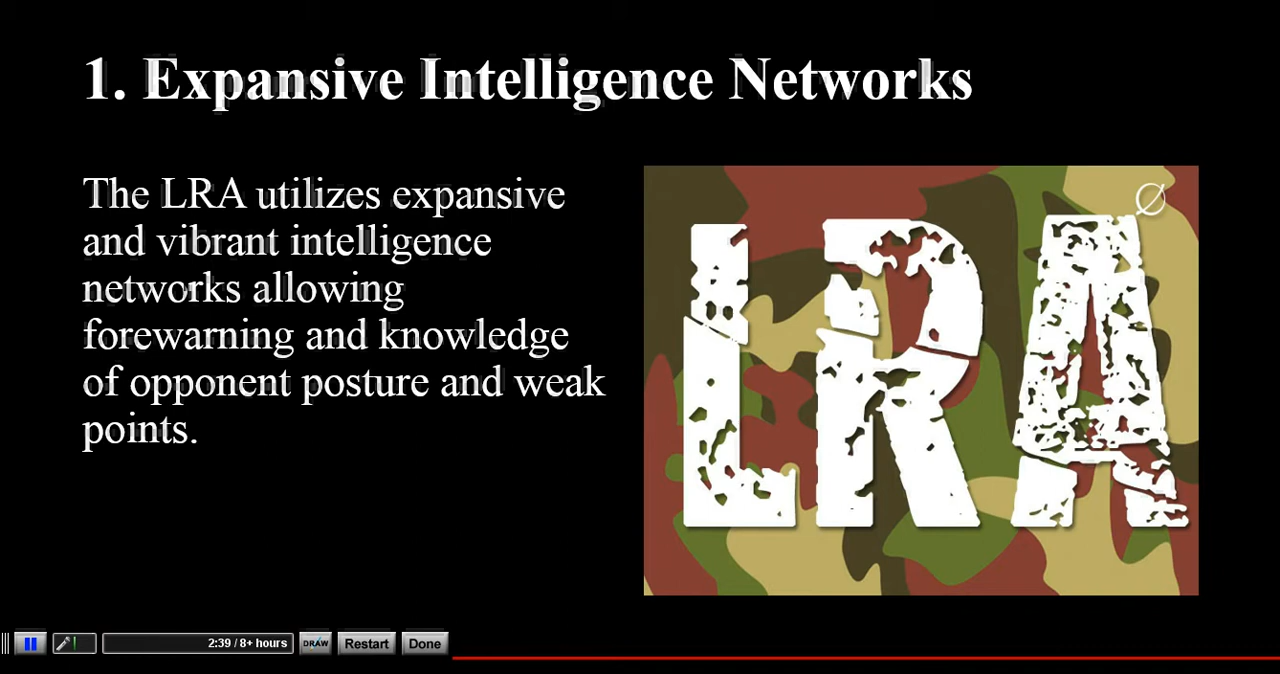 1. Expansive Intelligence Networks
The LRA utilizes expansive
and vibrant intelligence
networks allowing
forewarning and knowledge
of opponent posture and weak
points.
Ø
LRA
2:39 / 8+ hours
DRAW
Restart
Done